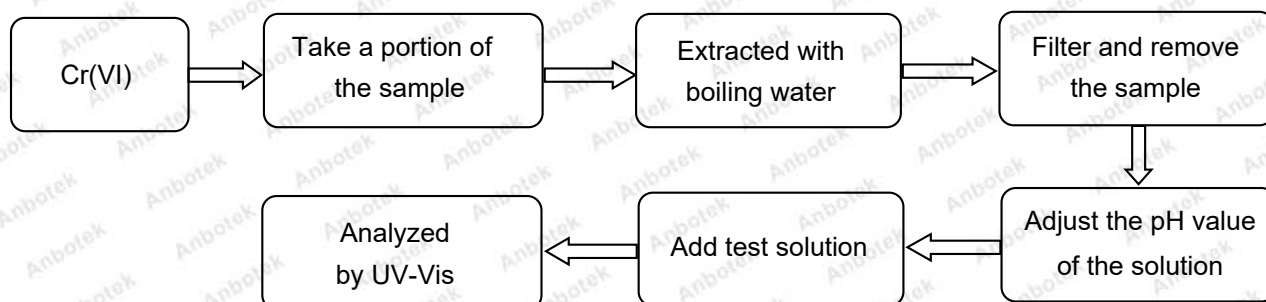 Cr(VI)
Take a portion of
the sample
Extracted with
boiling water
Filter and remove
the sample
Adjust the pH value
of the solution
Add test solution
Analyzed
by UV-Vis
Anbotek